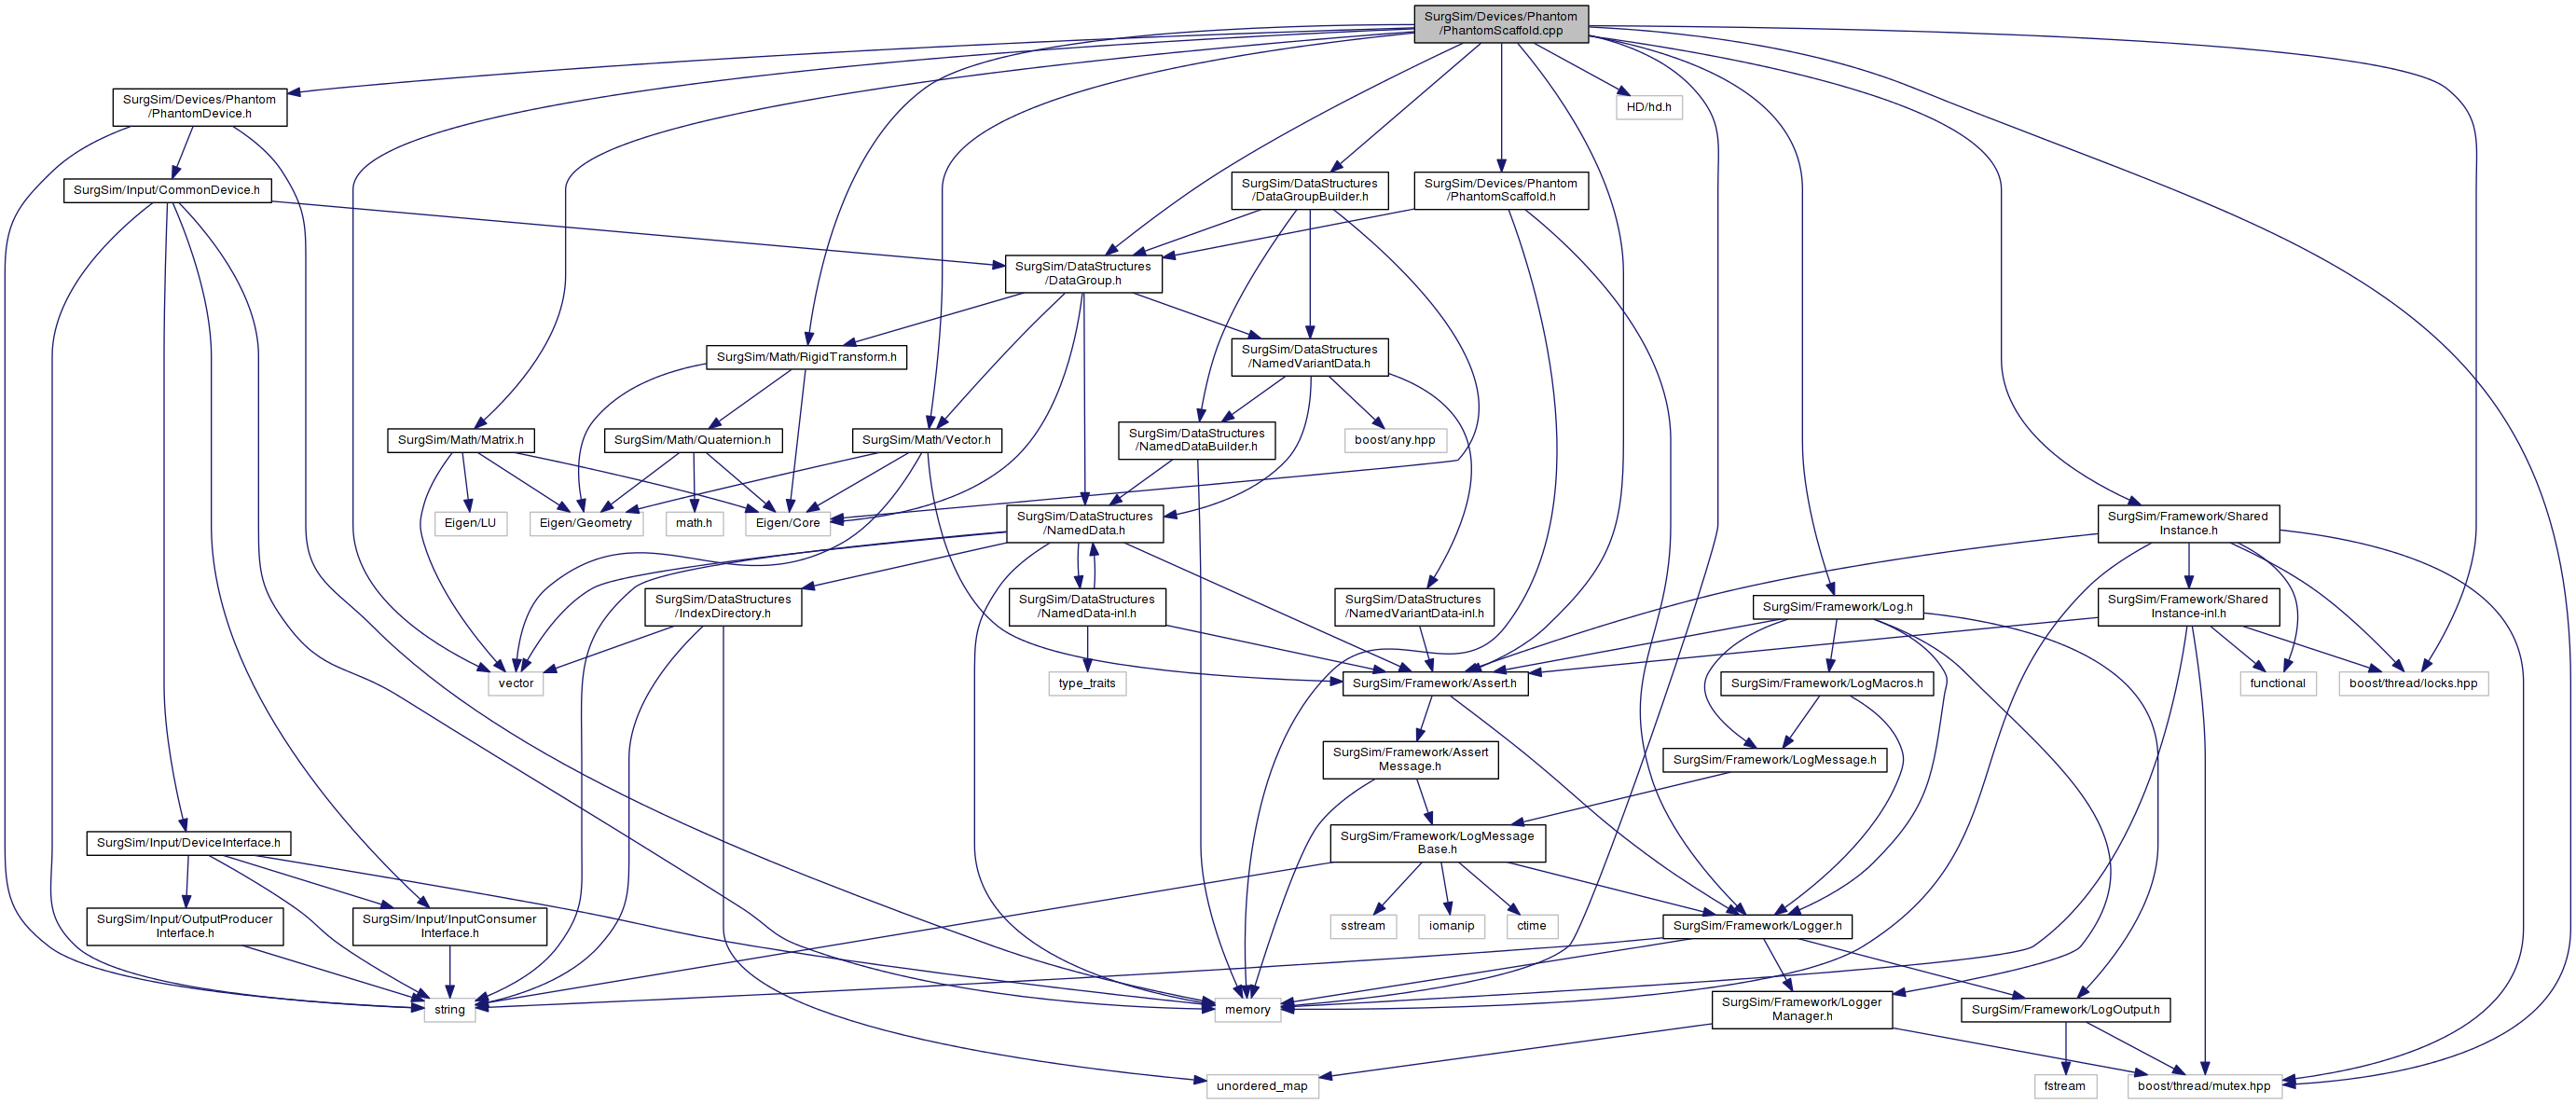 SurgSim/Devices/Phantom
/PhantomScaffold.cpp
SurgSim/Devices/Phantom
/PhantomDevice.h
HD/hd.h
SurgSim/Input/CommonDevice.h
SurgSim/DataStructures
/DataGroupBuilder.h
SurgSim/Devices/Phantom
/PhantomScaffold.h
SurgSim/DataStructures
/DataGroup.h
SurgSim/Math/RigidTransform.h
SurgSim/DataStructures
/NamedVariantData.h
SurgSim/Math/Matrix.h
SurgSim/Math/Quaternion.h
SurgSim/Math/Vector.h
SurgSim/DataStructures
/NamedDataBuilder.h
boost/any.hpp
Eigen/LU
Eigen/Geometry
math.h
Eigen/Core
SurgSim/DataStructures
/NamedData.h
SurgSim/Framework/Shared
Instance.h
SurgSim/DataStructures
/IndexDirectory.h
SurgSim/DataStructures
/NamedData-inl.h
SurgSim/DataStructures
/NamedVariantData-inl.h
SurgSim/Framework/Log.h
SurgSim/Framework/Shared
Instance-inl.h
vector
type_traits
SurgSim/Framework/Assert.h
SurgSim/Framework/LogMacros.h
functional
boost/thread/locks.hpp
SurgSim/Framework/Assert
Message.h
SurgSim/Framework/LogMessage.h
SurgSim/Input/DeviceInterface.h
SurgSim/Framework/LogMessage
Base.h
SurgSim/Input/OutputProducer
Interface.h
SurgSim/Input/InputConsumer
Interface.h
sstream
iomanip
ctime
SurgSim/Framework/Logger.h
string
memory
SurgSim/Framework/Logger
Manager.h
SurgSim/Framework/LogOutput.h
unordered_map
fstream
boost/thread/mutex.hpp